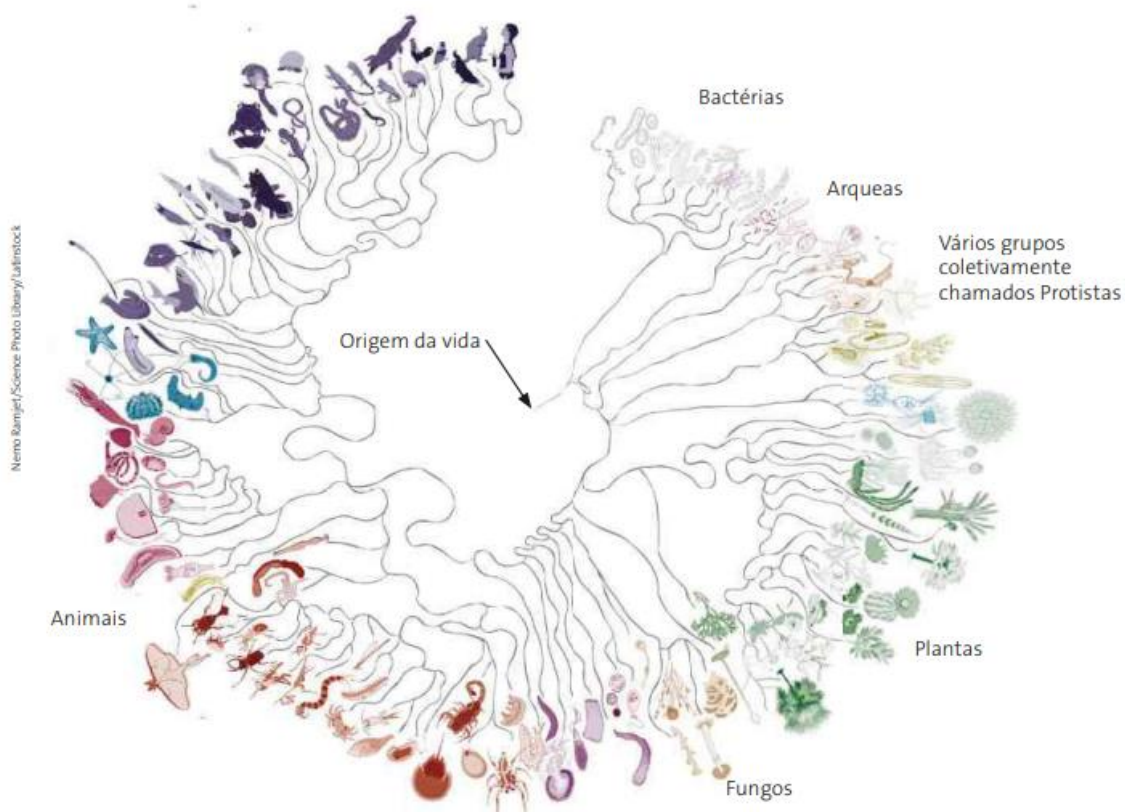 Bactérias
Arqueas
Vários grupos
coletivamente
chamados Protistas
Origem da vida
Animais
Plantas
Fungos
Nemo Ramjet/Science Photo Library/Latinstock